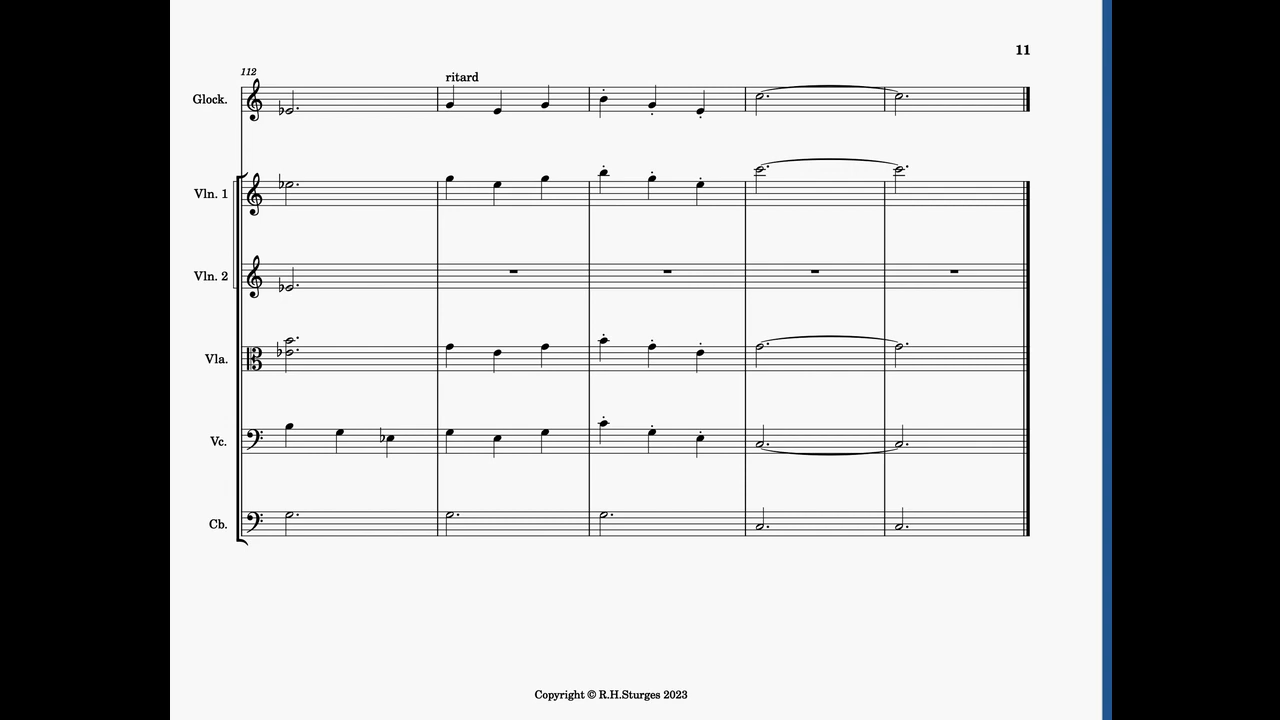 11
112
ritard
Glock.
Vln. 1
Vln. 2
Vla.
Vc.
Cb.
Copyright © R.H.Sturges 2023